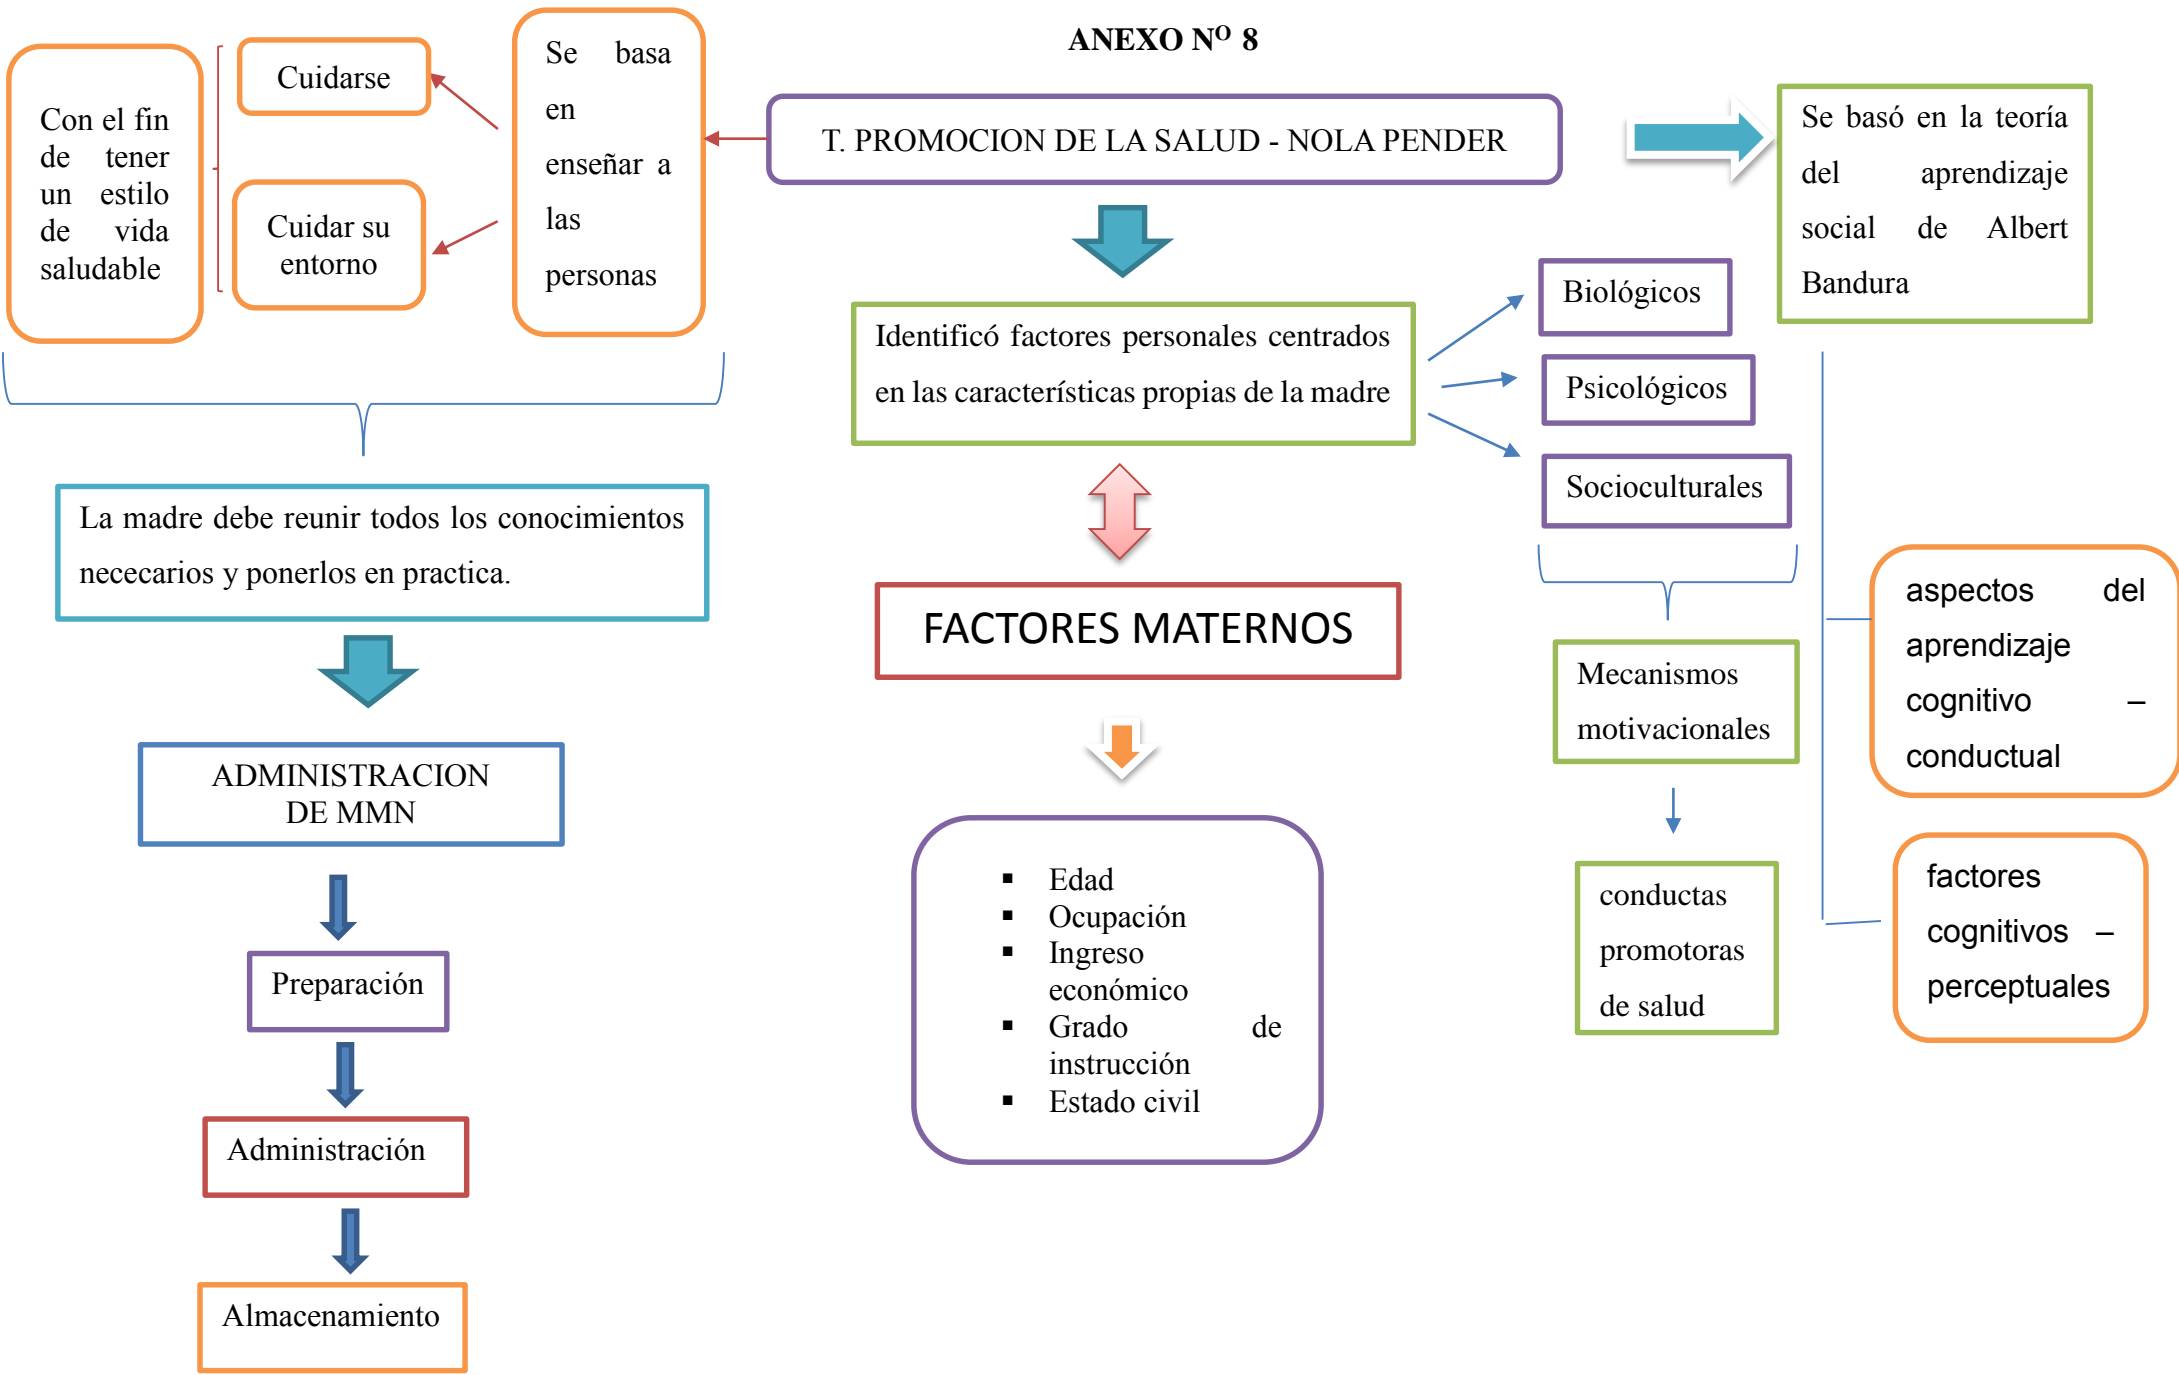 ANEXO Nº 8
T. PROMOCION DE LA SALUD - NOLA PENDER
Se basa
en
enseñar a
las
personas
Cuidarse
Cuidar su
entorno
Con el fin
de tener
un estilo
de vida
saludable
La madre debe reunir todos los conocimientos
nececarios y ponerlos en practica.
ADMINISTRACION
DE MMN
Preparación
Administración
Almacenamiento
Identificó factores personales centrados
en las características propias de la madre
FACTORES MATERNOS
▪ Edad
▪ Ocupación
▪ Ingreso
económico
▪ Grado de
instrucción
▪ Estado civil
Biológicos
Psicológicos
Socioculturales
Mecanismos
motivacionales
conductas
promotoras
de salud
Se basó en la teoría
del aprendizaje
social de Albert
Bandura
aspectos del
aprendizaje
cognitivo –
conductual
factores
cognitivos –
perceptuales